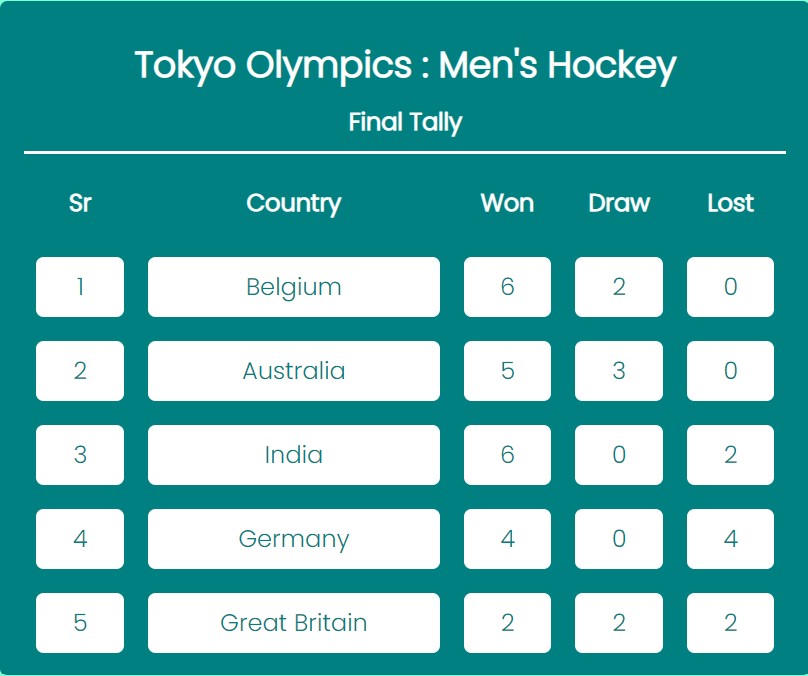 Tokyo Olympics : Men's Hockey
Final Tally
Sr Country Won Draw Lost
1 Belgium 6 2 0
2 Australia 5 3 0
3 India 6 0 2
4 Germany 4 0 4
5 Great Britain 2 2 2